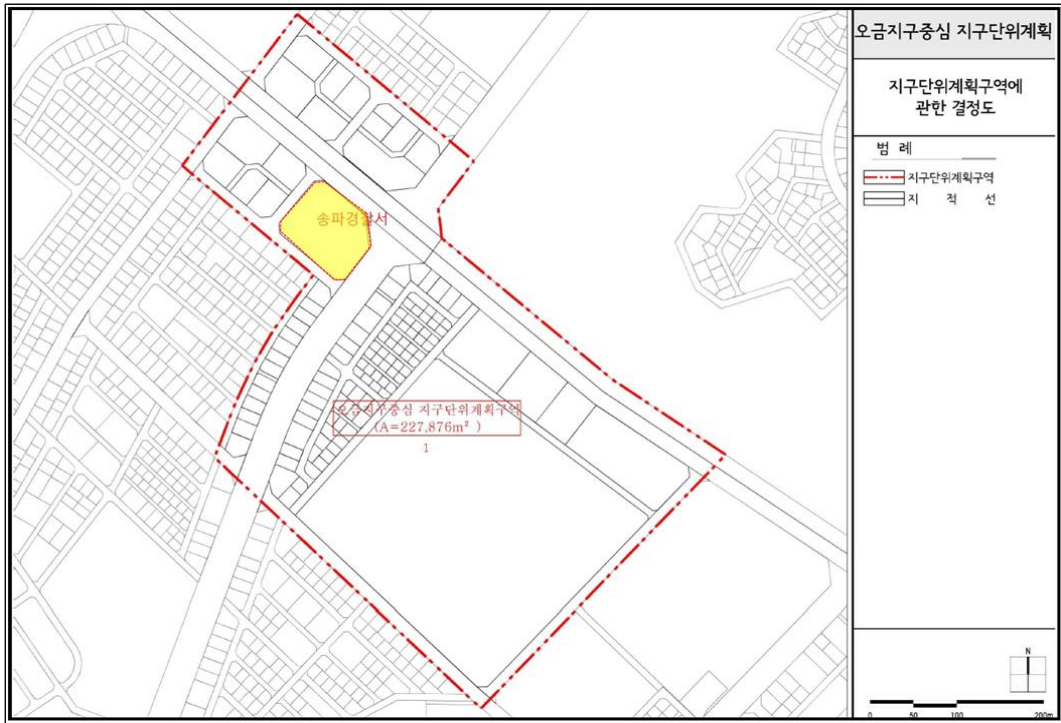 오금지구중심 지구단위계획
지구단위계획구역에
관한 결정도
범 례
지구단위계획구역
지 적 선
송파경찰서
오금지구중심 지구단위계획구역
(A=227,876m²)
1
N
0 50 100 200m